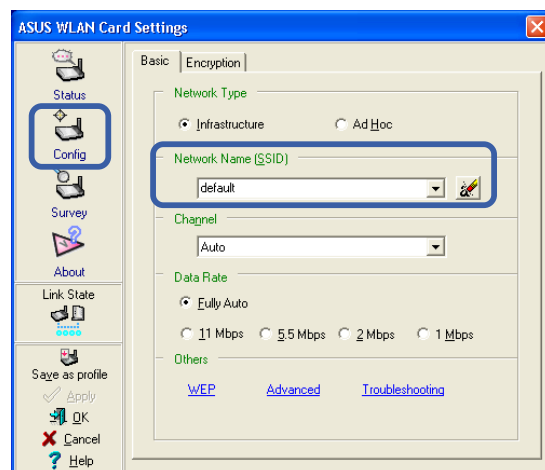 ASUS WLAN Card Settings
Status
Config
Survey
About
Link State
Save as profile
Apply
OK
Cancel
Help
Basic
Encryption
Network Type
Infrastructure
Ad Hoc
Network Name (SSID)
default
Channel
Auto
Data Rate
Fully Auto
11 Mbps
5.5 Mbps
2 Mbps
1 Mbps
Others
WEP
Advanced
Troubleshooting